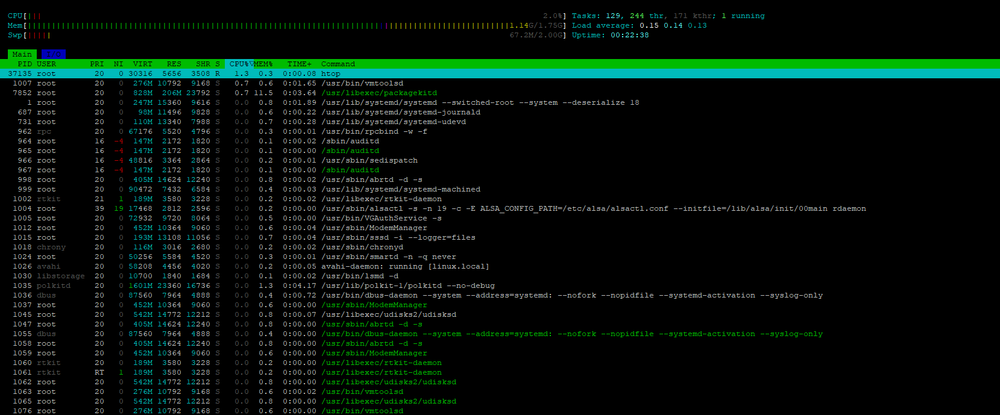 CPU[||| 2.0%] Tasks: 129, 244 thr, 171 kthr; 1 running
Mem[||||||||||||||||||||||||||||||||||||||||||||||||||||||||||||||||||||||||||||||||||||||||||||||||||||1.14G/1.75G] Load average: 0.15 0.14 0.13
Swp[||||| 67.2M/2.00G] Uptime: 00:22:38
Main I/O
PID USER PRI NI VIRT RES SHR S CPU%▽MEM% TIME+ Command
37135 root 20 0 30316 5656 3508 R 1.3 0.3 0:00.08 htop
1007 root 20 0 276M 10792 9168 S 0.7 0.6 0:01.65 /usr/bin/vmtoolsd
7852 root 20 0 828M 206M 23792 S 0.7 11.5 0:03.64 /usr/libexec/packagekitd
1 root 20 0 247M 15360 9616 S 0.0 0.8 0:01.89 /usr/lib/systemd/systemd --switched-root --system --deserialize 18
687 root 20 0 98M 11496 9828 S 0.0 0.6 0:00.22 /usr/lib/systemd/systemd-journald
731 root 20 0 110M 13340 7988 S 0.0 0.7 0:00.28 /usr/lib/systemd/systemd-udevd
962 rpc 20 0 67176 5520 4796 S 0.0 0.3 0:00.01 /usr/bin/rpcbind -w -f
964 root 16 -4 147M 2172 1820 S 0.0 0.1 0:00.02 /sbin/auditd
965 root 16 -4 147M 2172 1820 S 0.0 0.1 0:00.00 /sbin/auditd
966 root 16 -4 48816 3364 2864 S 0.0 0.2 0:00.01 /usr/sbin/sedispatch
967 root 16 -4 147M 2172 1820 S 0.0 0.1 0:00.00 /sbin/auditd
998 root 20 0 405M 14624 12240 S 0.0 0.8 0:00.02 /usr/sbin/abrtd -d -s
999 root 20 0 90472 7432 6584 S 0.0 0.4 0:00.03 /usr/lib/systemd/systemd-machined
1002 rtkit 21 1 189M 3580 3228 S 0.0 0.2 0:00.02 /usr/libexec/rtkit-daemon
1004 root 39 19 17468 2812 2596 S 0.0 0.2 0:00.00 /usr/sbin/alsactl -s -n 19 -c -E ALSA_CONFIG_PATH=/etc/alsa/alsactl.conf --initfile=/lib/alsa/init/00main rdaemon
1005 root 20 0 72932 9720 8064 S 0.0 0.5 0:00.00 /usr/bin/VGAuthService -s
1012 root 20 0 452M 10364 9060 S 0.0 0.6 0:00.04 /usr/sbin/ModemManager
1015 root 20 0 193M 13108 11056 S 0.0 0.7 0:00.04 /usr/sbin/sssd -i --logger=files
1018 chrony 20 0 116M 3016 2680 S 0.0 0.2 0:00.02 /usr/sbin/chronyd
1024 root 20 0 50256 5584 4520 S 0.0 0.3 0:00.01 /usr/sbin/smartd -n -q never
1026 avahi 20 0 58208 4456 4020 S 0.0 0.2 0:00.05 avahi-daemon: running [linux.local]
1030 libstorage 20 0 10700 1840 1684 S 0.0 0.1 0:00.02 /usr/bin/lsmd -d
1035 polkitd 20 0 1601M 23360 16736 S 0.0 1.3 0:04.17 /usr/lib/polkit-1/polkitd --no-debug
1036 dbus 20 0 87560 7964 4888 S 0.0 0.4 0:00.72 /usr/bin/dbus-daemon --system --address=systemd: --nofork --nopidfile --systemd-activation --syslog-only
1037 root 20 0 452M 10364 9060 S 0.0 0.6 0:00.00 /usr/sbin/ModemManager
1045 root 20 0 542M 14772 12212 S 0.0 0.8 0:00.07 /usr/libexec/udisks2/udisksd
1047 root 20 0 405M 14624 12240 S 0.0 0.8 0:00.00 /usr/sbin/abrtd -d -s
1055 dbus 20 0 87560 7964 4888 S 0.0 0.4 0:00.00 /usr/bin/dbus-daemon --system --address=systemd: --nofork --nopidfile --systemd-activation --syslog-only
1058 root 20 0 405M 14624 12240 S 0.0 0.8 0:00.00 /usr/sbin/abrtd -d -s
1059 root 20 0 452M 10364 9060 S 0.0 0.6 0:00.00 /usr/sbin/ModemManager
1060 rtkit 20 0 189M 3580 3228 S 0.0 0.2 0:00.00 /usr/libexec/rtkit-daemon
1061 rtkit RT 1 189M 3580 3228 S 0.0 0.2 0:00.00 /usr/libexec/rtkit-daemon
1062 root 20 0 542M 14772 12212 S 0.0 0.8 0:00.00 /usr/libexec/udisks2/udisksd
1063 root 20 0 276M 10792 9168 S 0.0 0.6 0:00.02 /usr/bin/vmtoolsd
1065 root 20 0 542M 14772 12212 S 0.0 0.8 0:00.00 /usr/libexec/udisks2/udisksd
1076 root 20 0 276M 10792 9168 S 0.0 0.6 0:00.00 /usr/bin/vmtoolsd